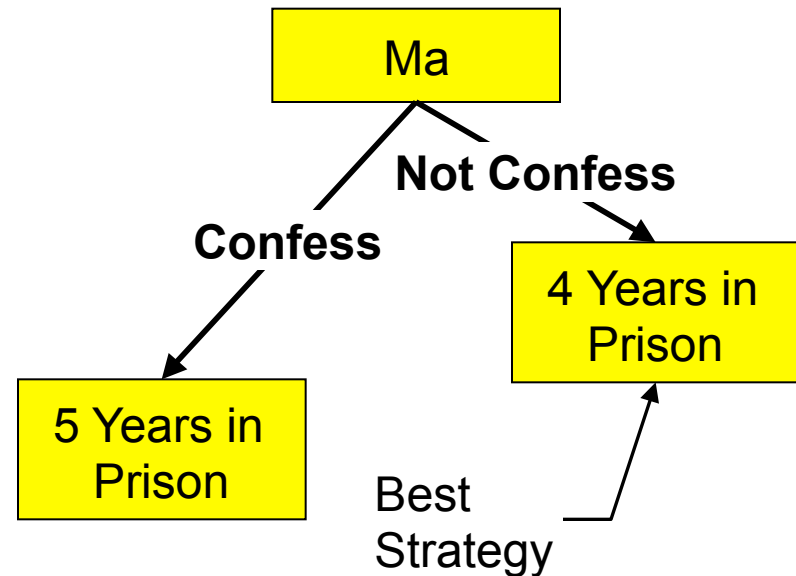 Ma
Not Confess
Confess
4 Years in
Prison
5 Years in
Prison
Best
Strategy